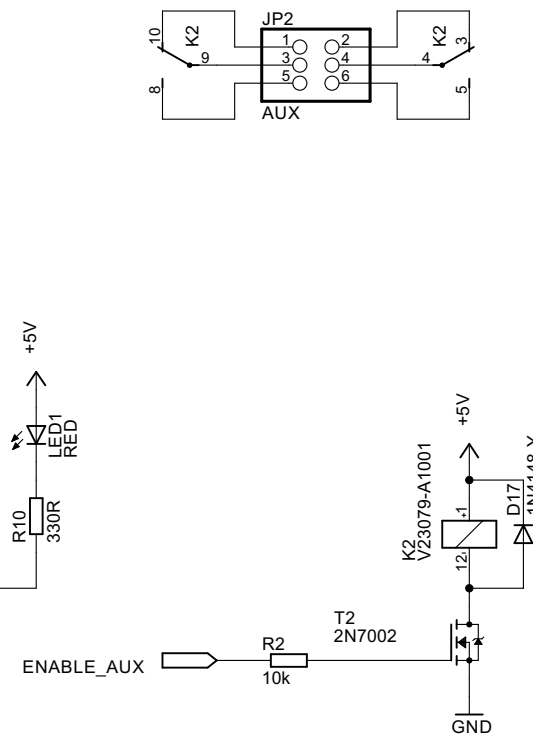 JP2
10
K2
9
8
1
3
5
2
4
6
4
K2
3
5
AUX
+5V
LED1
RED
R10
330R
+5V
K2
V23079-A1001
+1
12-
D17
1N4148-X
T2
2N7002
ENABLE_AUX
R2
10k
GND